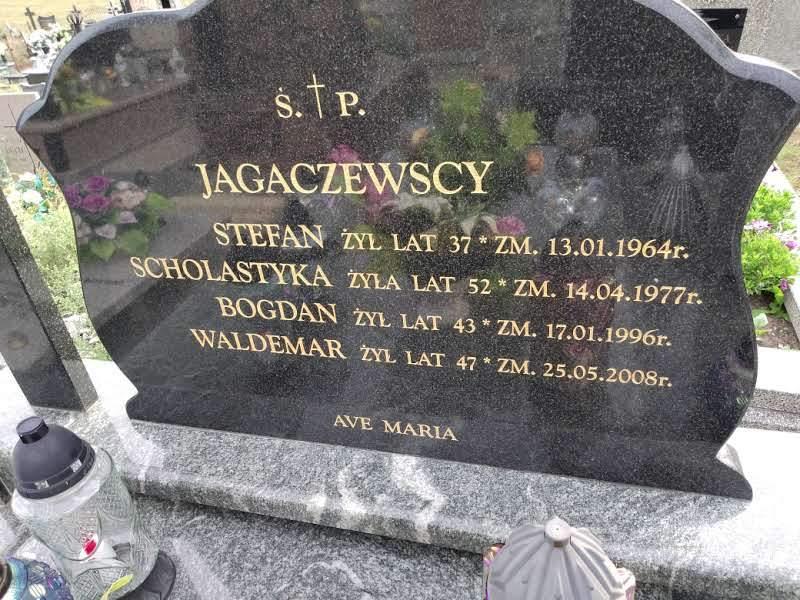 Ś. † P.
JAGACZEWSCY
STEFAN ŻYŁ LAT 37 * ZM. 13.01.1964r.
SCHOLASTYKA ŻYŁA LAT 52 * ZM. 14.04.1977r.
BOGDAN ŻYŁ LAT 43 * ZM. 17.01.1996r.
WALDEMAR ŻYŁ LAT 47 * ZM. 25.05.2008r.
AVE MARIA